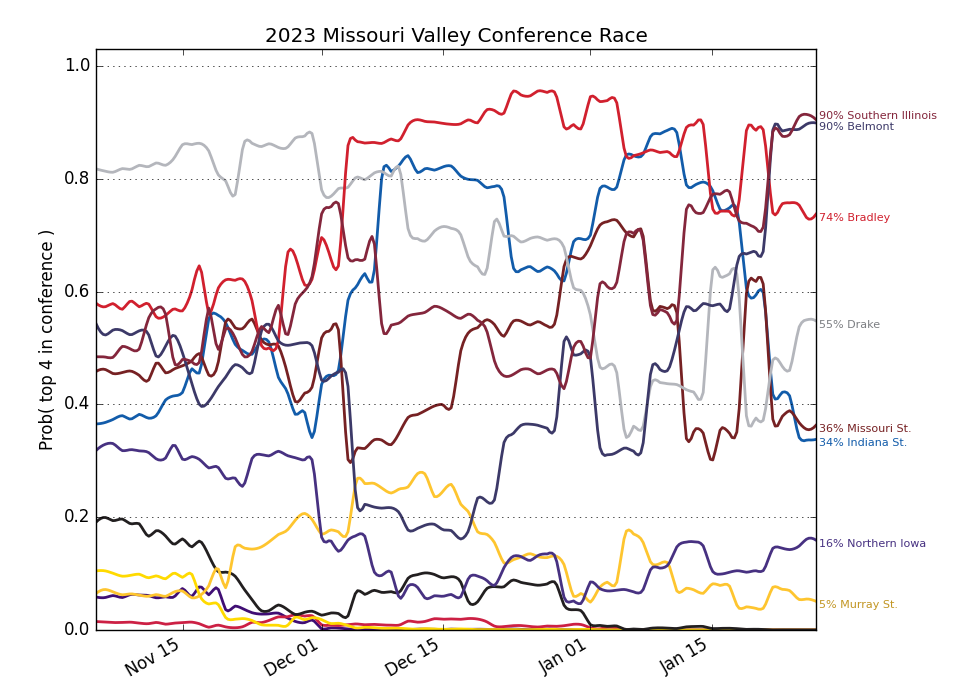 2023 Missouri Valley Conference Race
Prob( top 4 in conference )
1.0
0.8
0.6
0.4
0.2
0.0
Nov 15
Dec 01
Dec 15
Jan 01
Jan 15
90% Southern Illinois
90% Belmont
74% Bradley
55% Drake
36% Missouri St.
34% Indiana St.
16% Northern Iowa
5% Murray St.